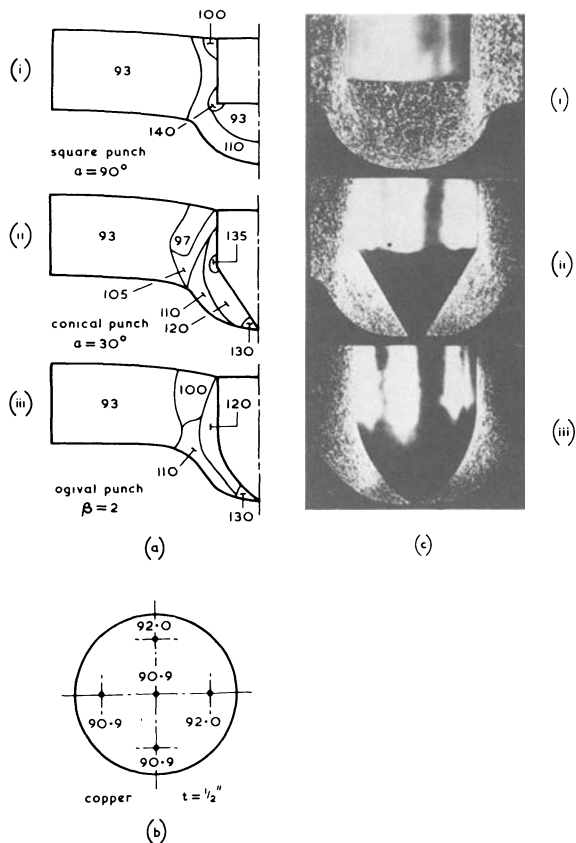 (i)
100
93
93
140
110
square punch
a = 90°
(ii)
93
97
135
105
110
120
conical punch
a = 30°
130
(iii)
93
100
120
110
130
ogival punch
β = 2
(a)
(i)
(ii)
(iii)
(c)
92·0
90·9
90·9
92·0
90·9
copper t = ½"
(b)